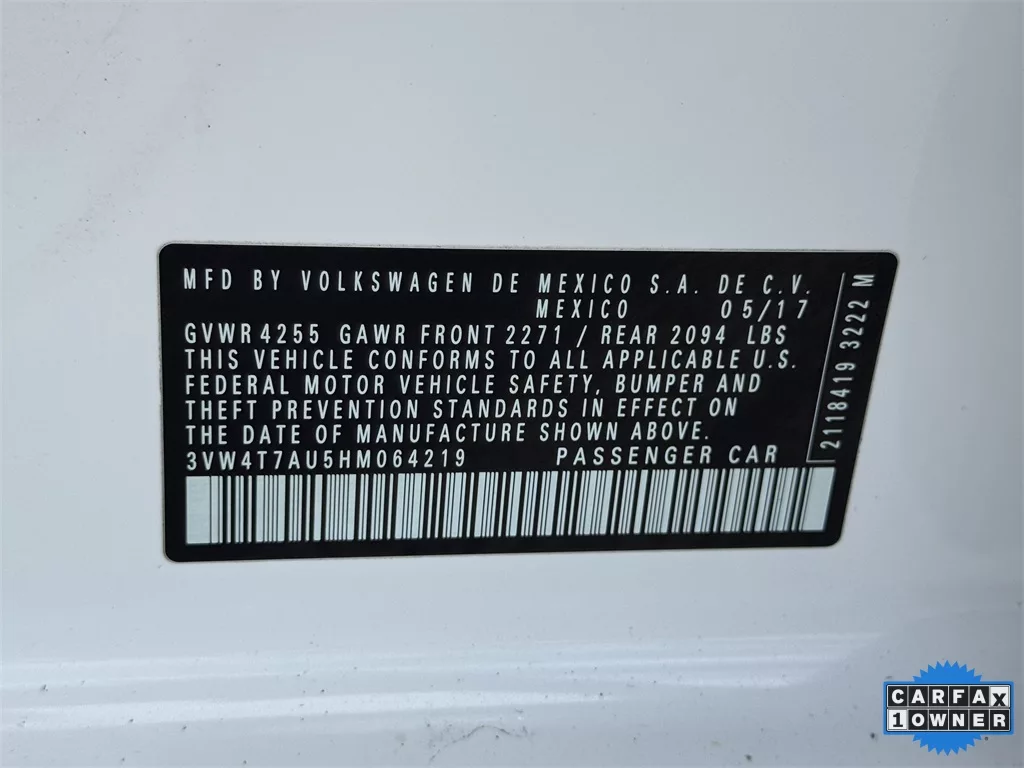 MFD BY VOLKSWAGEN DE MEXICO S.A. DE C.V.
MEXICO 05/17
GVWR 4255 GAWR FRONT 2271 / REAR 2094 LBS
THIS VEHICLE CONFORMS TO ALL APPLICABLE U.S.
FEDERAL MOTOR VEHICLE SAFETY, BUMPER AND
THEFT PREVENTION STANDARDS IN EFFECT ON
THE DATE OF MANUFACTURE SHOWN ABOVE.
3VW4T7AU5HM064219 PASSENGER CAR
2118419 3222 M
CARFAX
1 OWNER